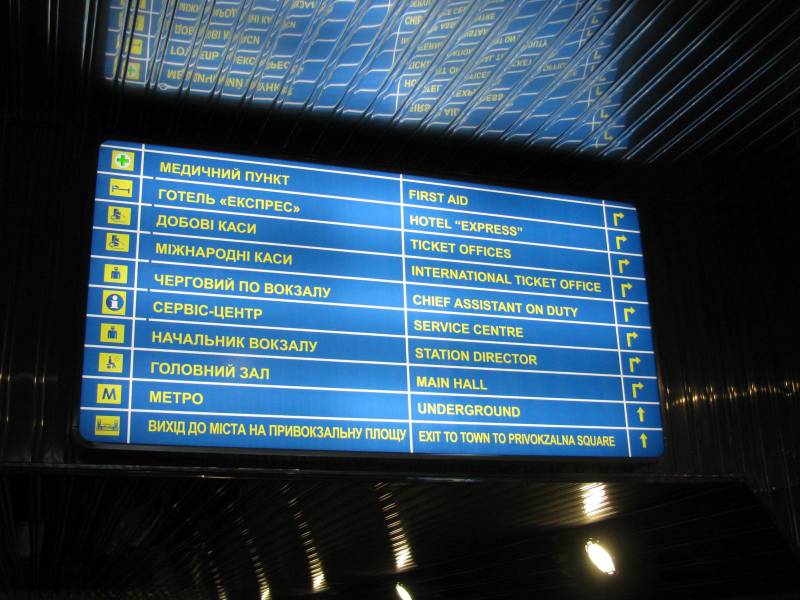 МЕДИЧНИЙ ПУНКТ FIRST AID
ГОТЕЛЬ «ЕКСПРЕС» HOTEL "EXPRESS"
ДОБОВІ КАСИ TICKET OFFICES
МІЖНАРОДНІ КАСИ INTERNATIONAL TICKET OFFICE
ЧЕРГОВИЙ ПО ВОКЗАЛУ CHIEF ASSISTANT ON DUTY
СЕРВІС-ЦЕНТР SERVICE CENTRE
НАЧАЛЬНИК ВОКЗАЛУ STATION DIRECTOR
ГОЛОВНИЙ ЗАЛ MAIN HALL
М МЕТРО UNDERGROUND
ВИХІД ДО МІСТА НА ПРИВОКЗАЛЬНУ ПЛОЩУ EXIT TO TOWN TO PRIVOKZALNA SQUARE